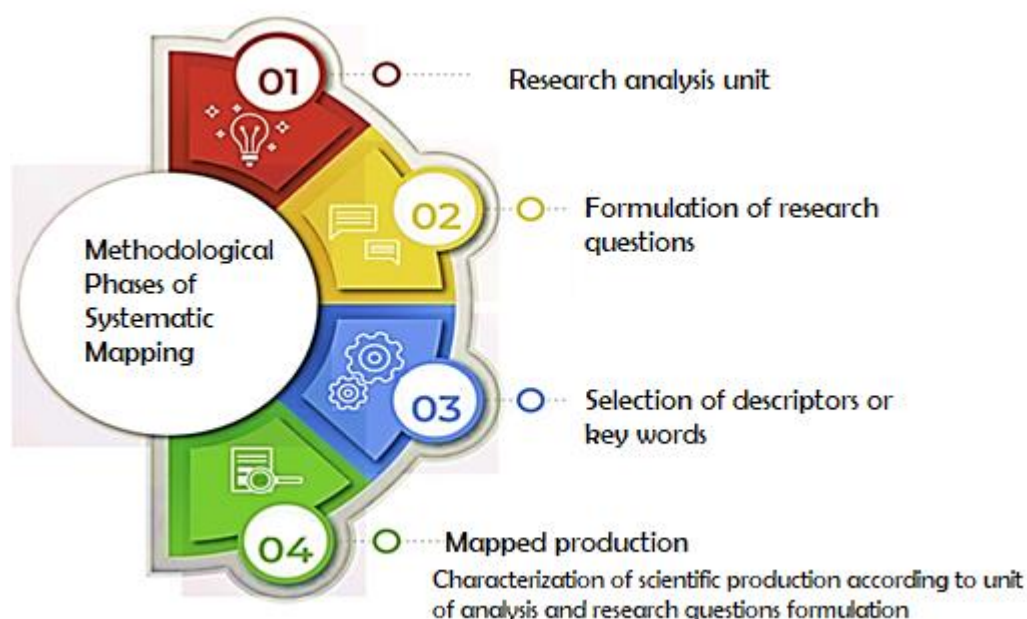 01
Research analysis unit
02
Formulation of research
questions
Methodological
Phases of
Systematic
Mapping
03
Selection of descriptors or
key words
04
Mapped production
Characterization of scientific production according to unit
of analysis and research questions formulation